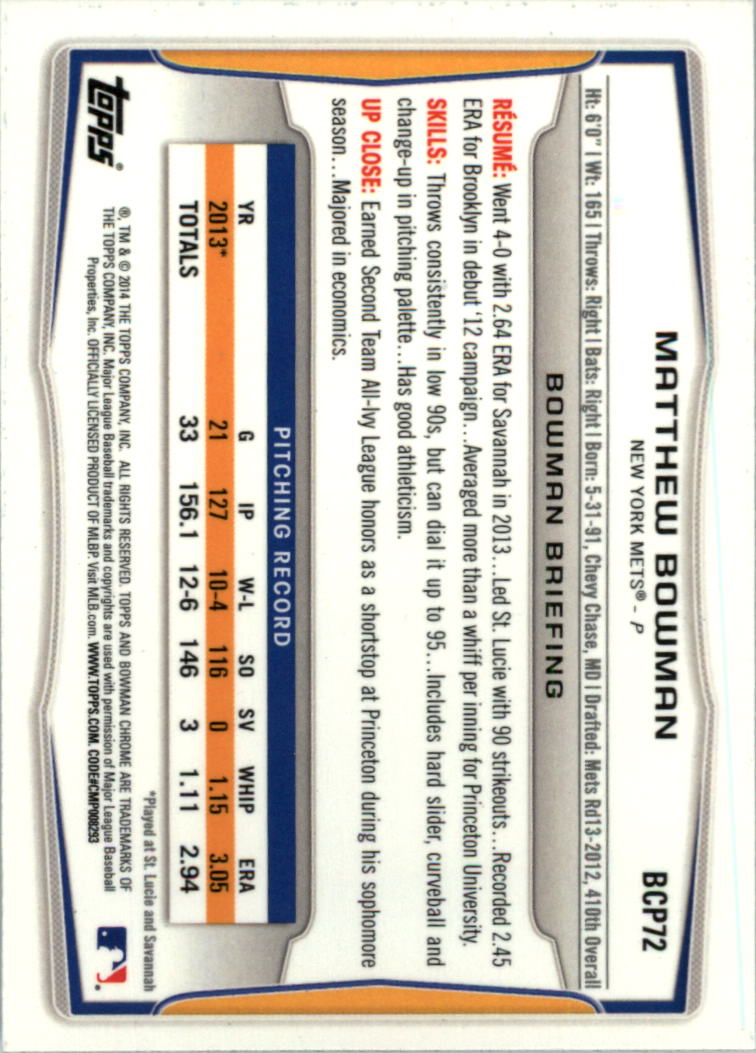 BCP72
MATTHEW BOWMAN
NEW YORK METS® - P
Ht: 6'0" | Wt: 165 | Throws: Right | Bats: Right | Born: 5-31-91, Chevy Chase, MD | Drafted: Mets Rd13-2012, 410th Overall
BOWMAN BRIEFING
RÉSUMÉ: Went 4-0 with 2.64 ERA for Savannah in 2013...Led St. Lucie with 90 strikeouts...Recorded 2.45
ERA for Brooklyn in debut '12 campaign...Averaged more than a whiff per inning for Princeton University.
SKILLS: Throws consistently in low 90s, but can dial it up to 95...Includes hard slider, curveball and
change-up in pitching palette...Has good athleticism.
UP CLOSE: Earned Second Team All-Ivy League honors as a shortstop at Princeton during his sophomore
season...Majored in economics.
PITCHING RECORD
YR G IP W-L SO SV WHIP ERA
2013* 21 127 10-4 116 0 1.15 3.05
TOTALS 33 156.1 12-6 146 3 1.11 2.94
*Played at St. Lucie and Savannah
topps®
®, TM & © 2014 THE TOPPS COMPANY, INC. ALL RIGHTS RESERVED. TOPPS AND BOWMAN CHROME ARE TRADEMARKS OF
THE TOPPS COMPANY, INC. Major League Baseball trademarks and copyrights are used with permission of Major League Baseball
Properties, Inc. OFFICIALLY LICENSED PRODUCT OF MLBP. Visit MLB.com. WWW.TOPPS.COM. CODE#CMP008293